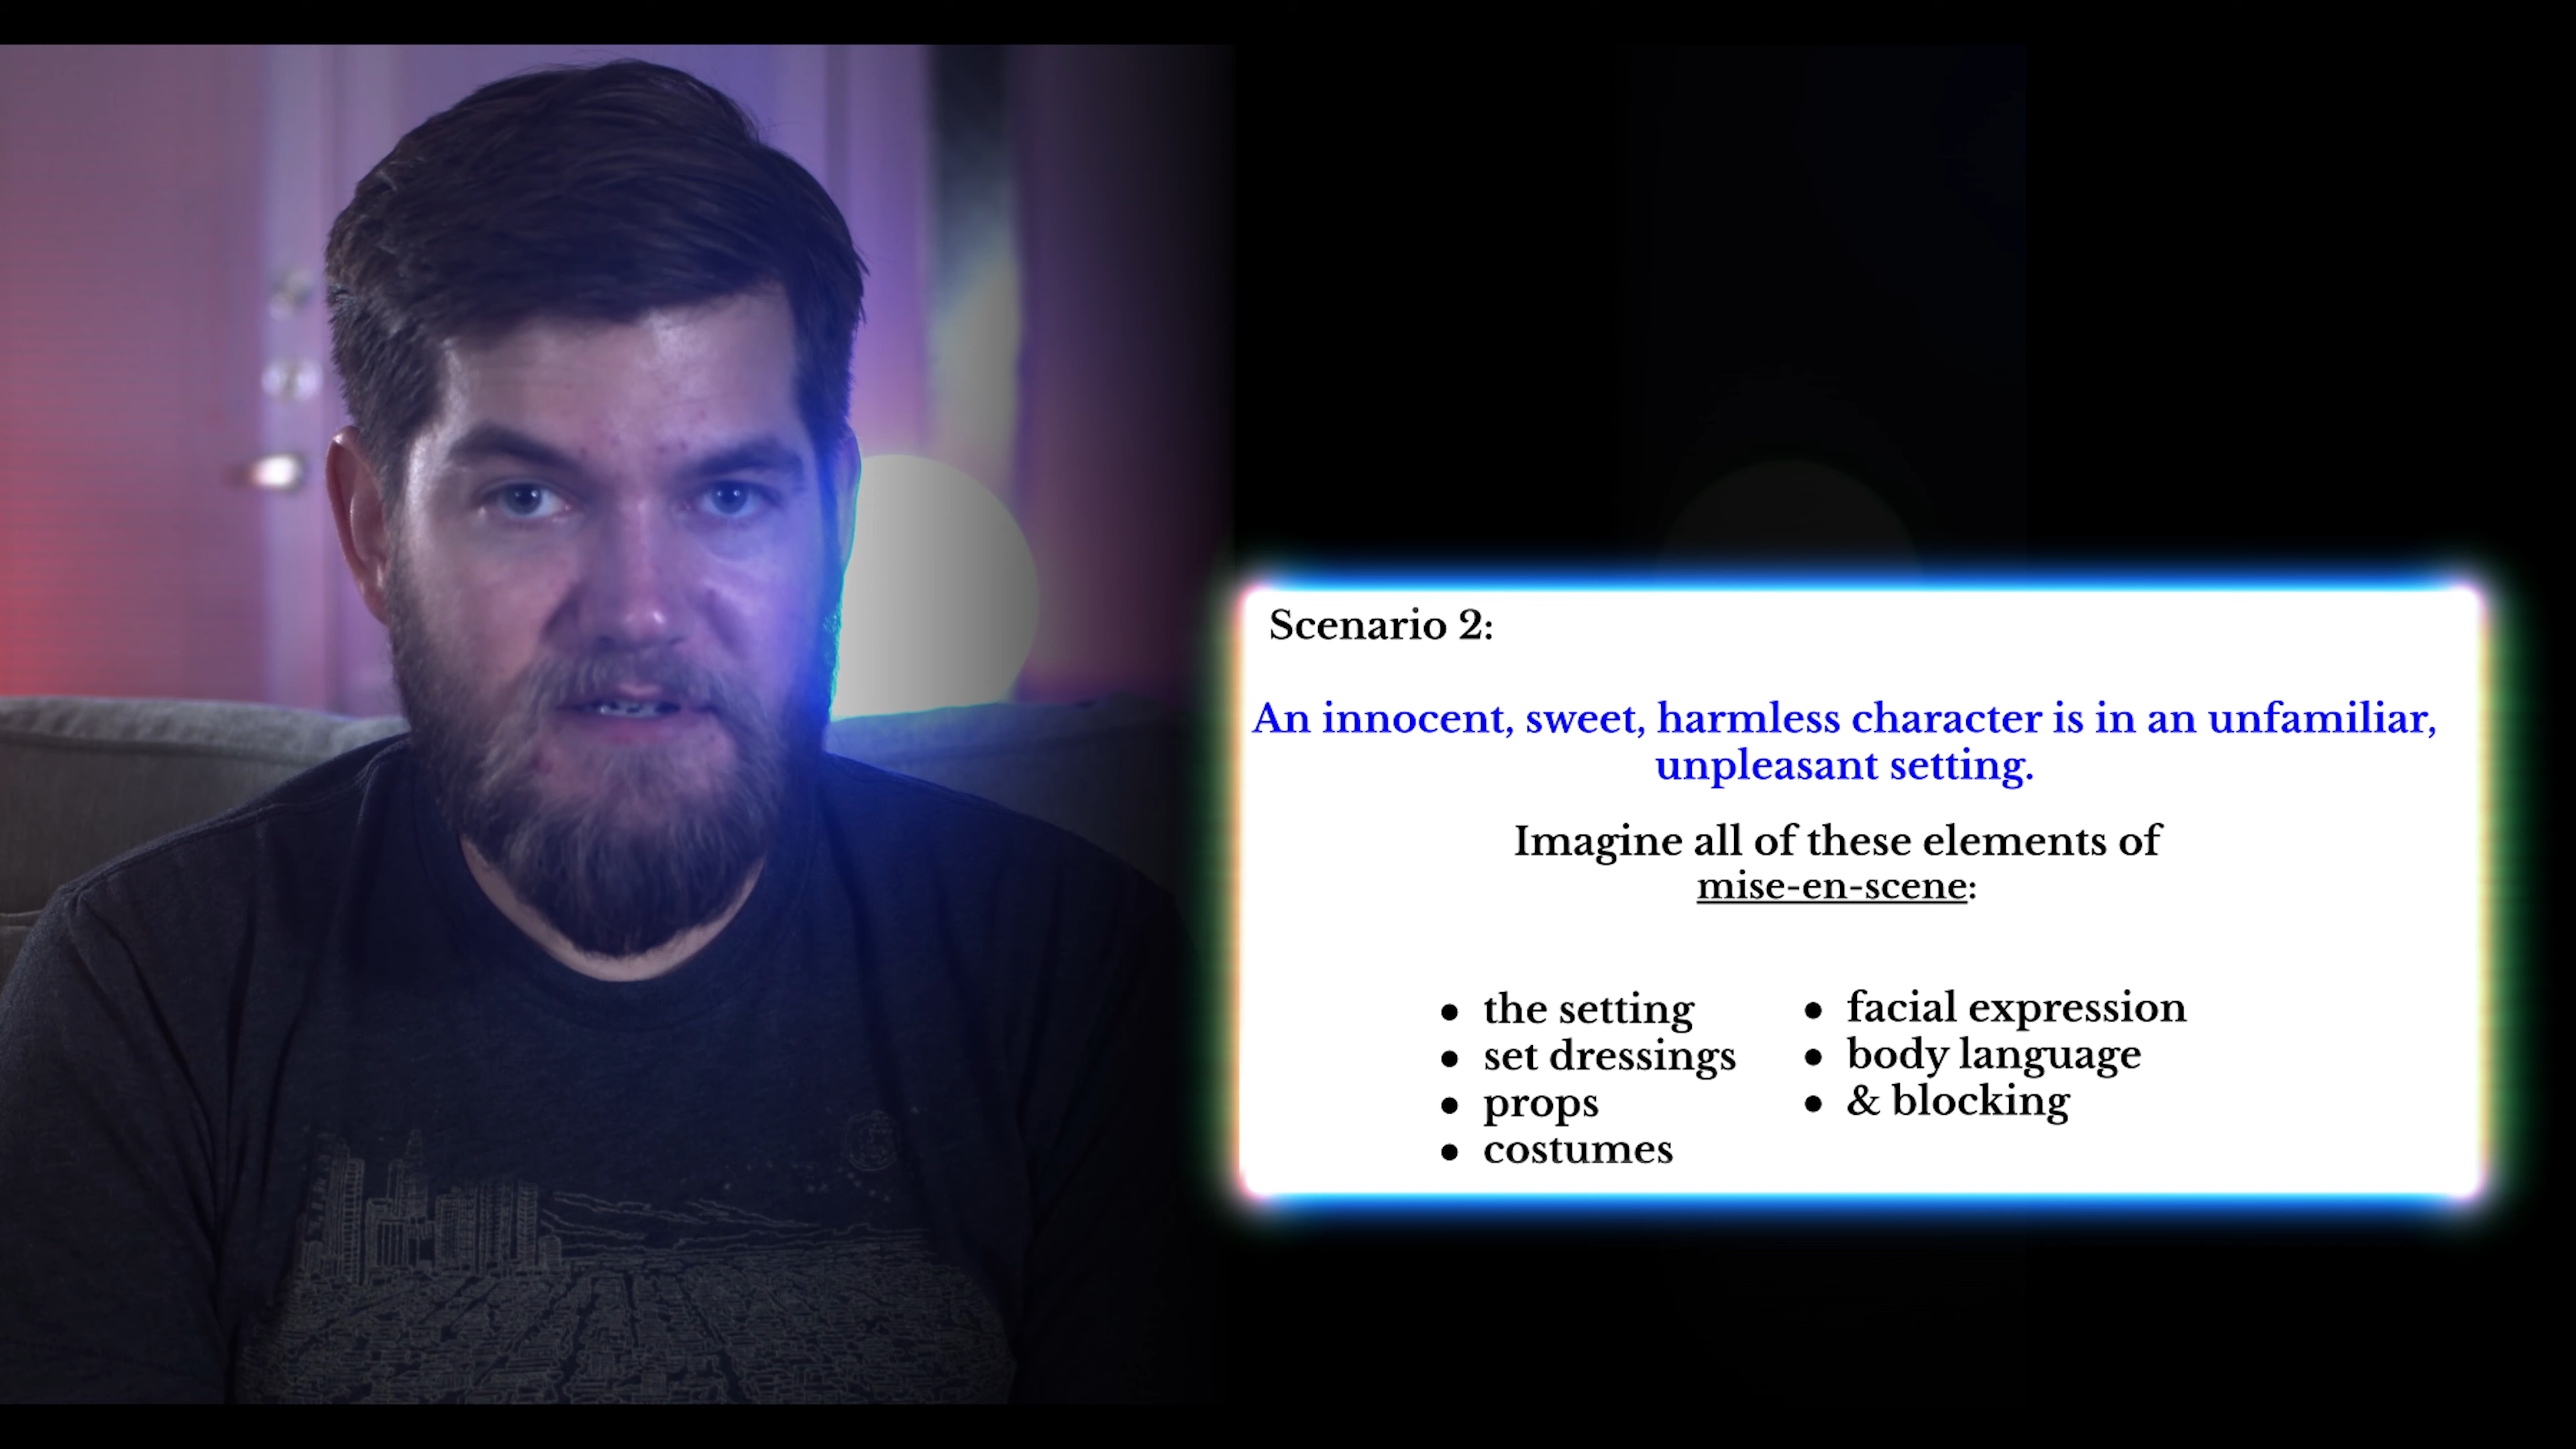 Scenario 2:
An innocent, sweet, harmless character is in an unfamiliar,
unpleasant setting.
Imagine all of these elements of
mise-en-scene:
• the setting
• set dressings
• props
• costumes
• facial expression
• body language
• & blocking